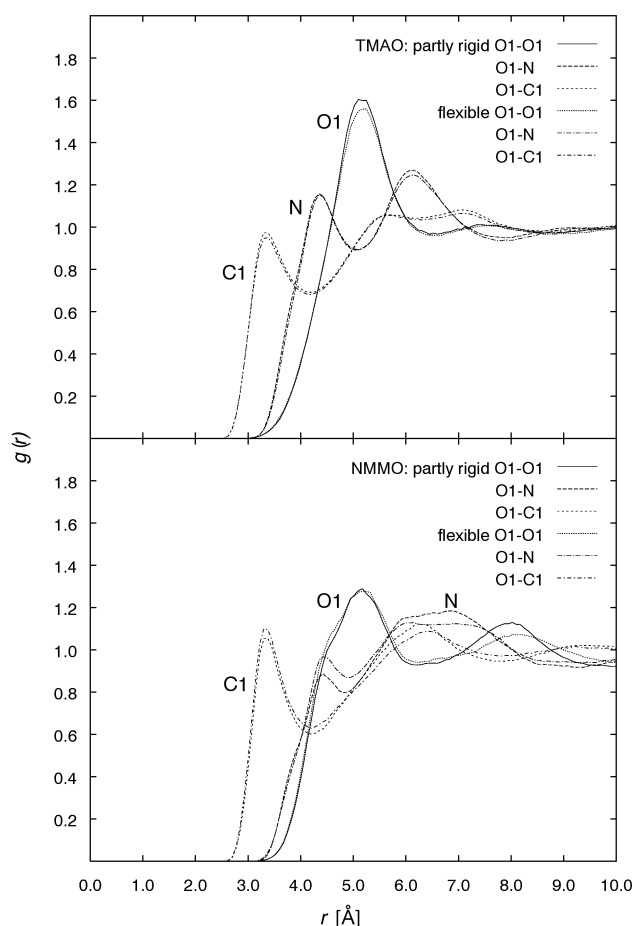 TMAO: partly rigid O1-O1
O1-N
O1-C1
flexible O1-O1
O1-N
O1-C1
1.8
1.6
1.4
1.2
1.0
0.8
0.6
0.4
0.2
O1
N
C1
g(r)
NMMO: partly rigid O1-O1
O1-N
O1-C1
flexible O1-O1
O1-N
O1-C1
1.8
1.6
1.4
1.2
1.0
0.8
0.6
0.4
0.2
O1
N
C1
0.0 1.0 2.0 3.0 4.0 5.0 6.0 7.0 8.0 9.0 10.0
r [Å]